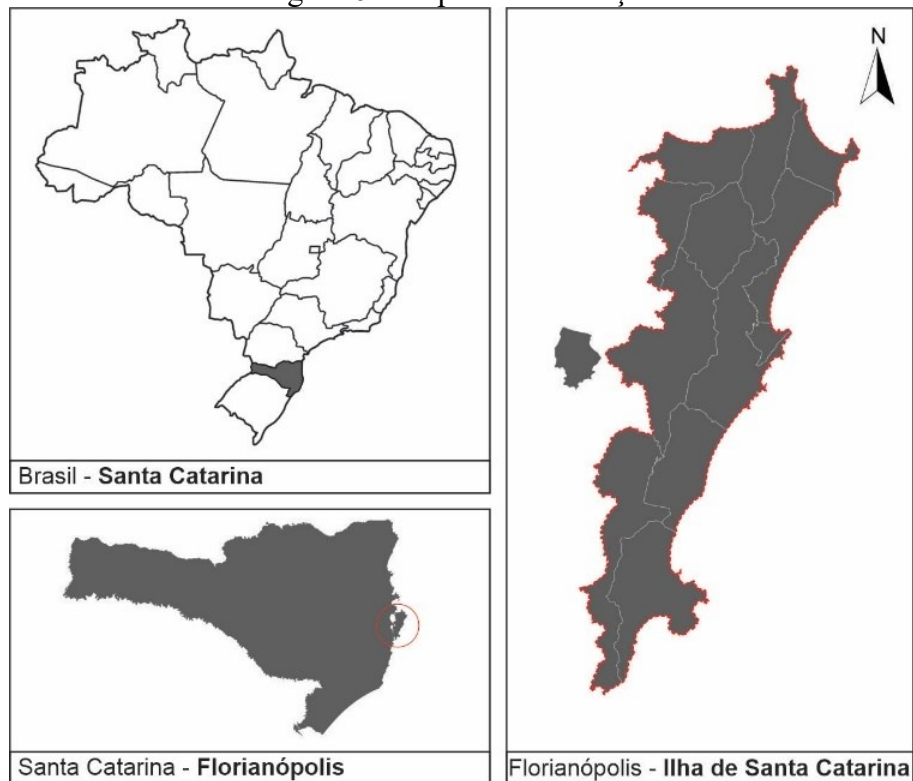 N
Brasil - Santa Catarina
Santa Catarina - Florianópolis
Florianópolis - Ilha de Santa Catarina